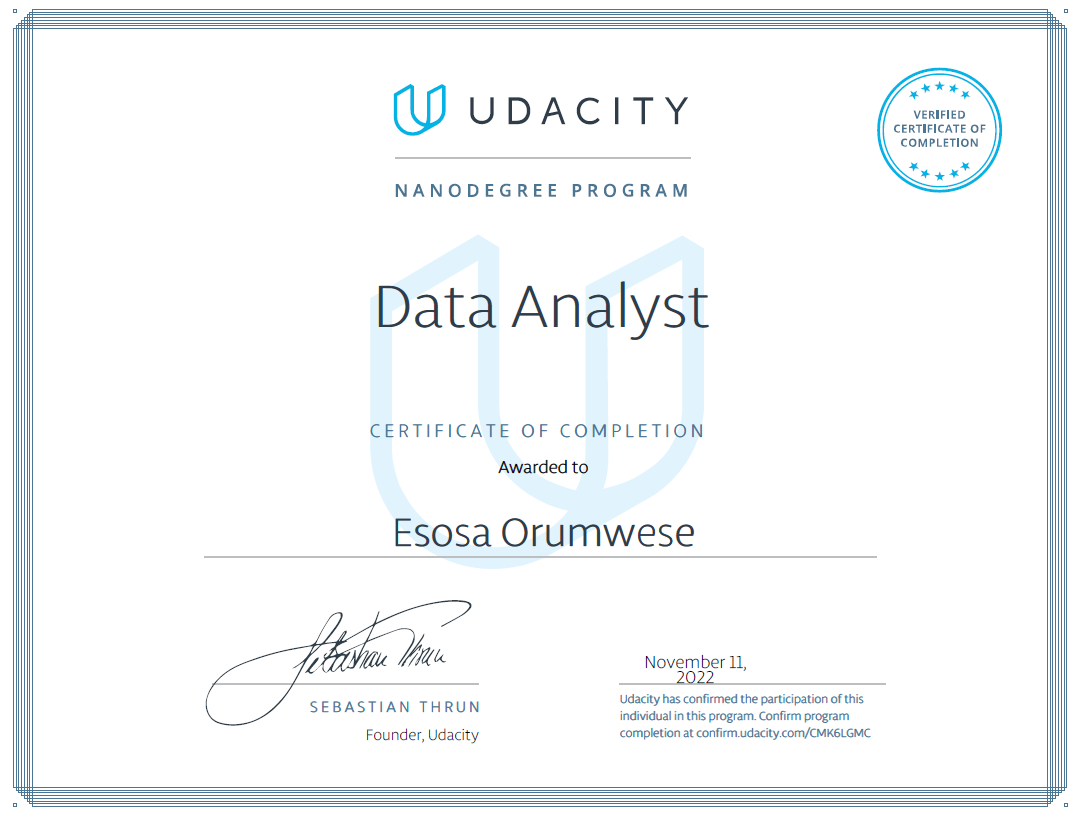 UDACITY
VERIFIED
CERTIFICATE OF
COMPLETION
NANODEGREE PROGRAM
Data Analyst
CERTIFICATE OF COMPLETION
Awarded to
Esosa Orumwese
Sebastian Thrun
SEBASTIAN THRUN
Founder, Udacity
November 11,
2022
Udacity has confirmed the participation of this
individual in this program. Confirm program
completion at confirm.udacity.com/CMK6LGMC